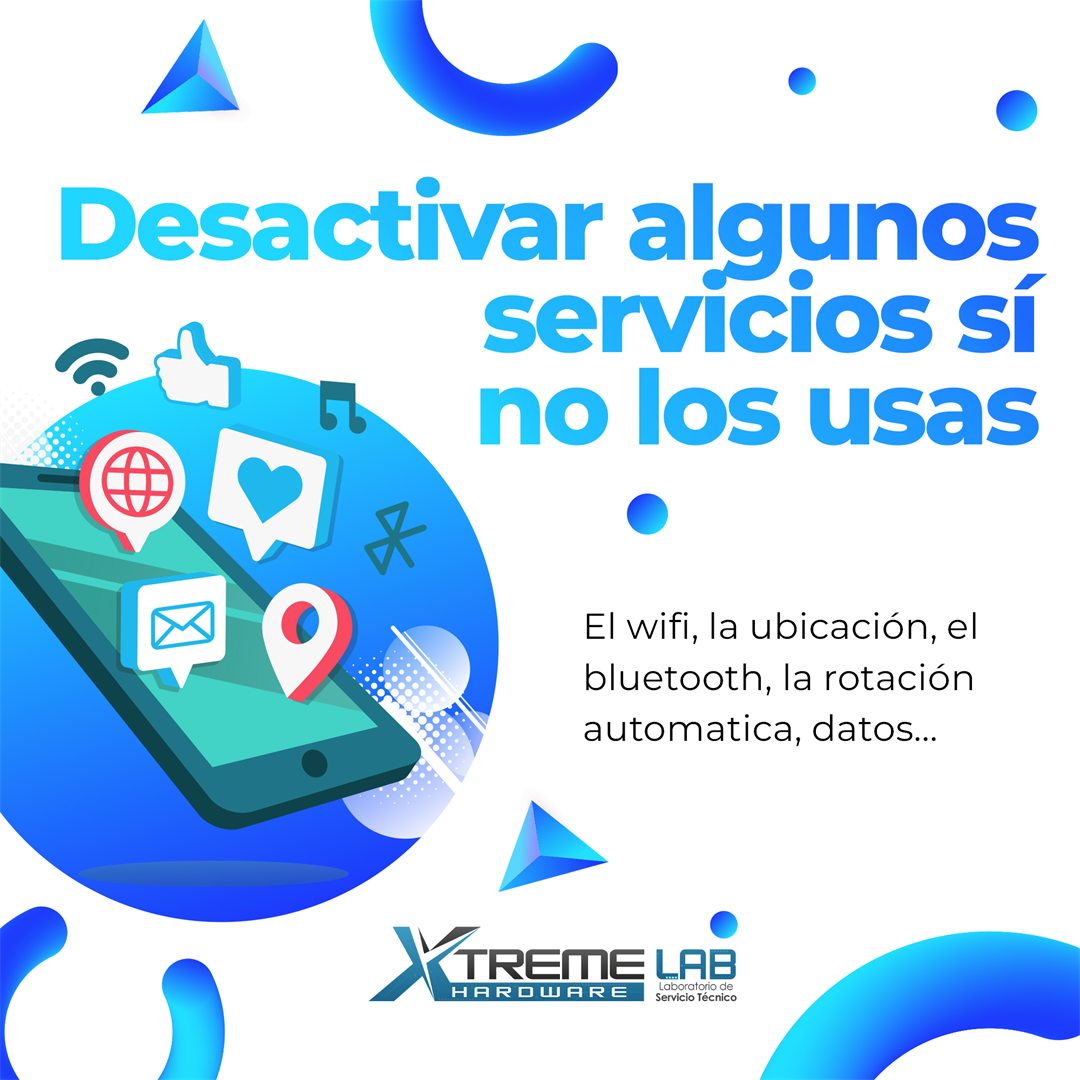 Desactivar algunos
servicios sí
no los usas
El wifi, la ubicación, el
bluetooth, la rotación
automatica, datos...
XTREME LAB
HARDWARE
Laboratorio de
Servicio Técnico